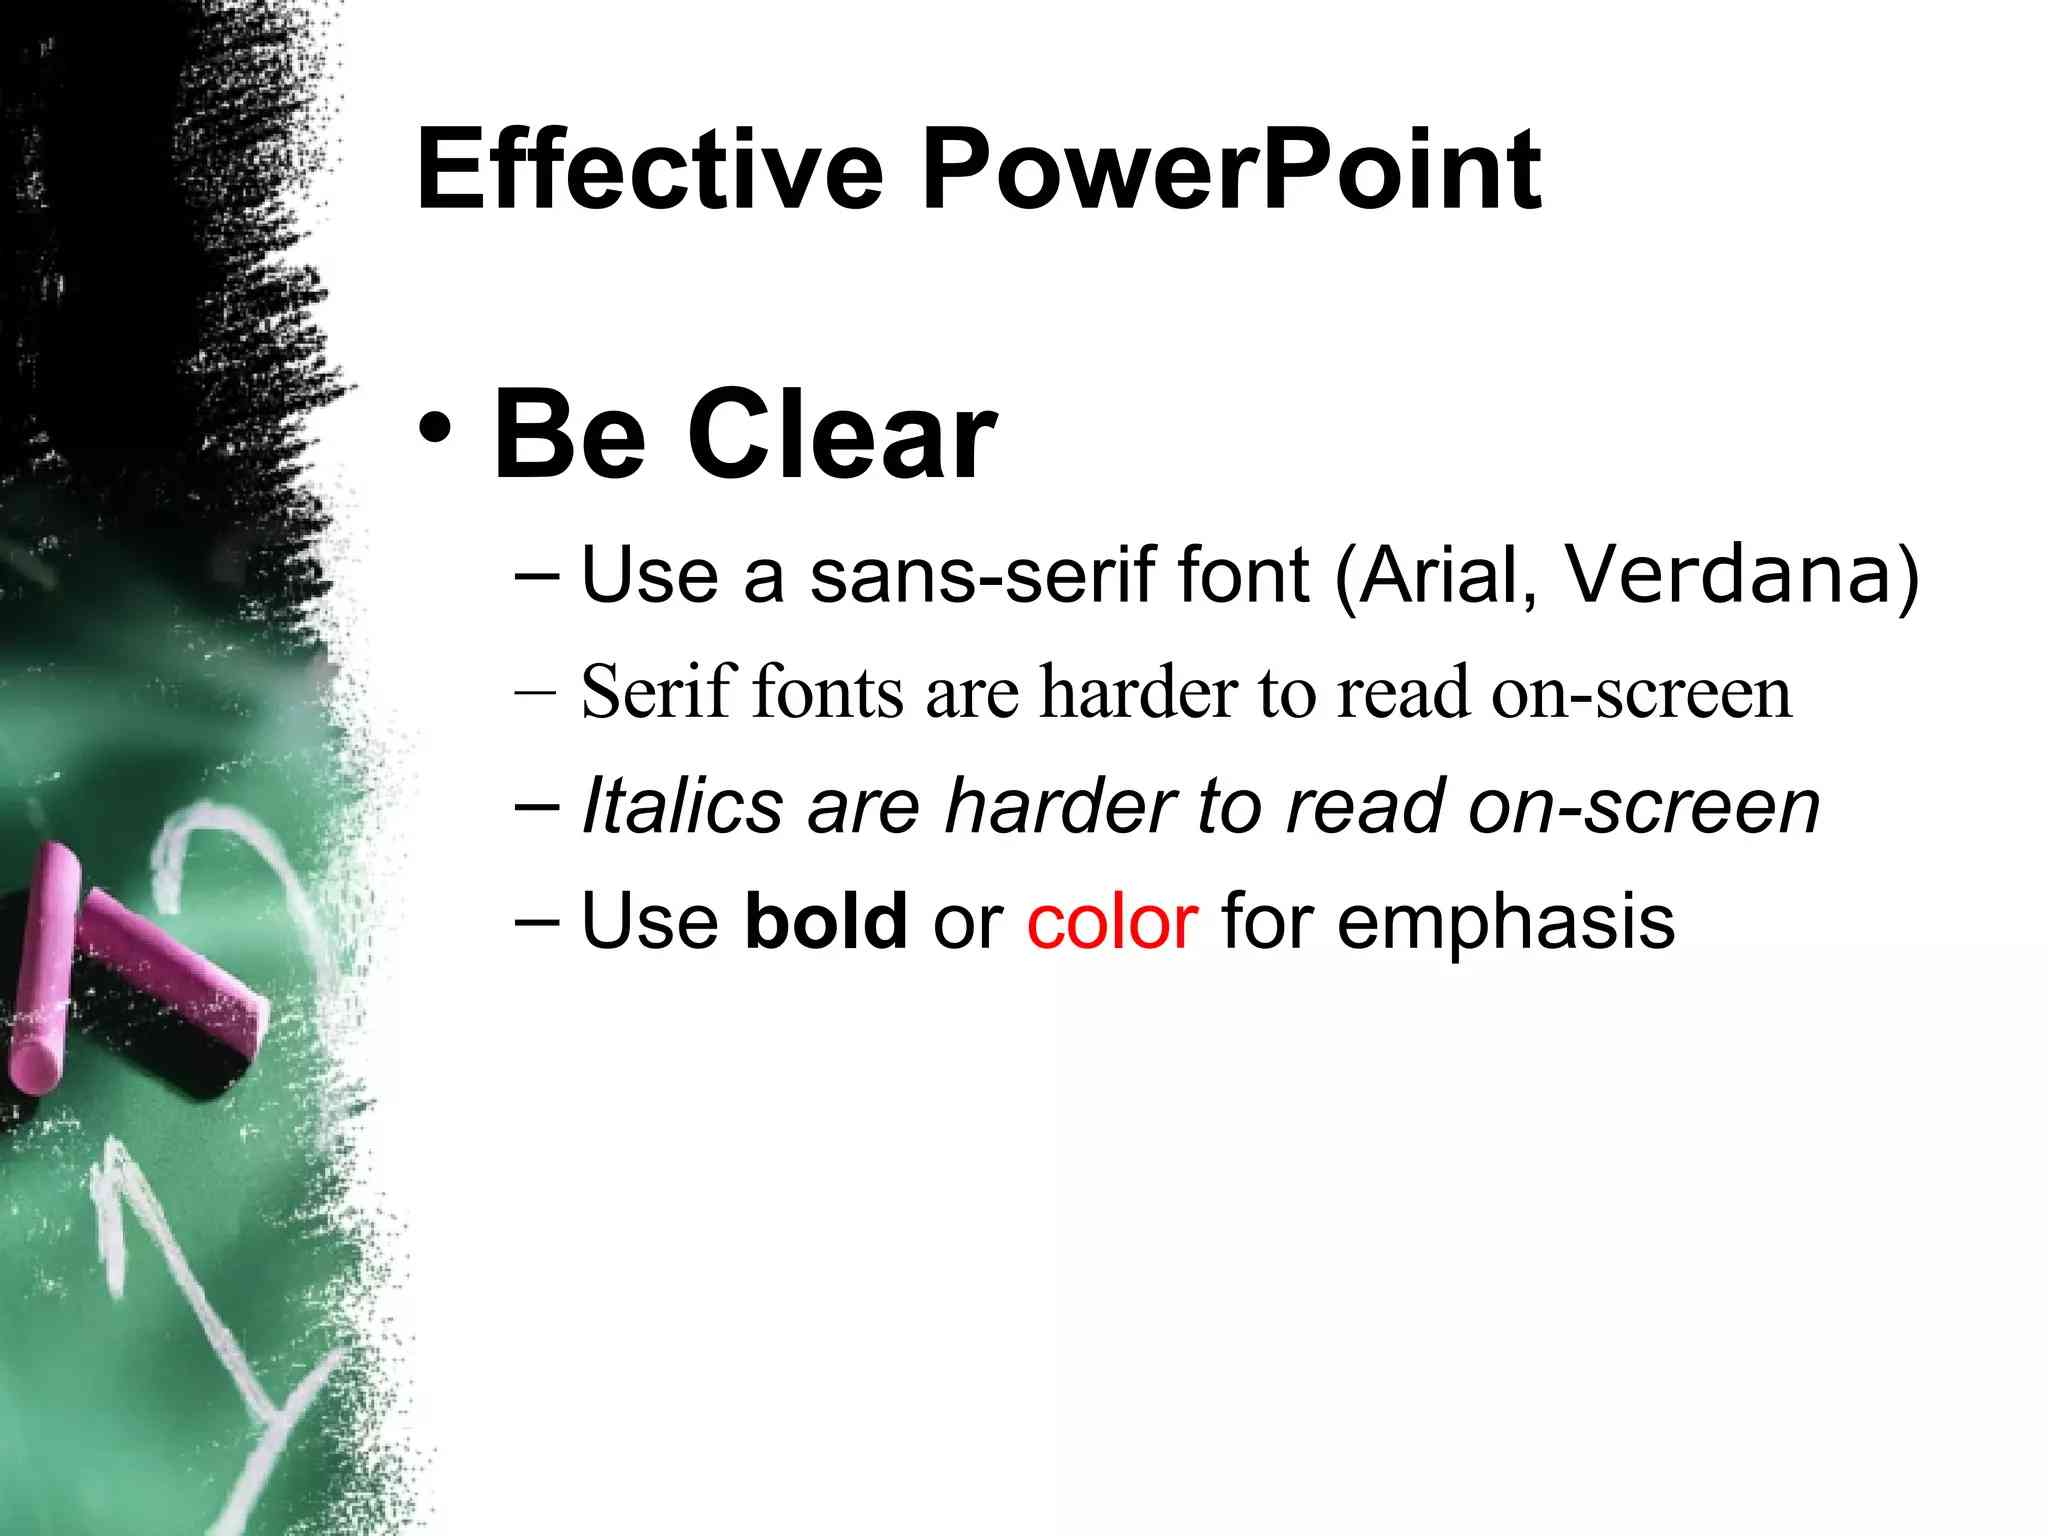 Effective PowerPoint
• Be Clear
– Use a sans-serif font (Arial, Verdana)
– Serif fonts are harder to read on-screen
– Italics are harder to read on-screen
– Use bold or color for emphasis